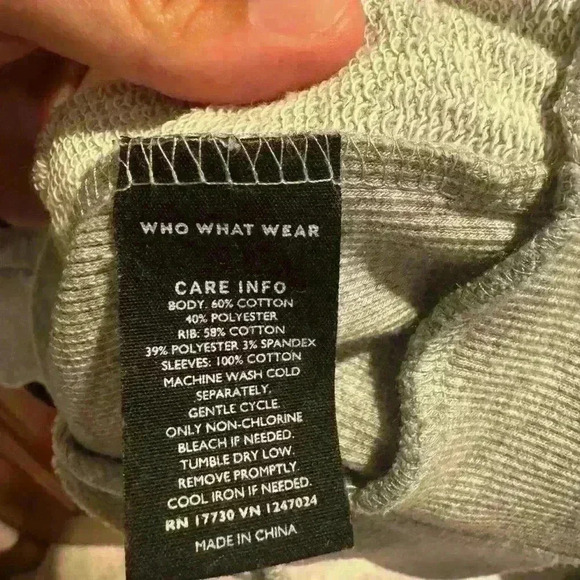 WHO WHAT WEAR
CARE INFO
BODY: 60% COTTON
40% POLYESTER
RIB: 58% COTTON
39% POLYESTER 3% SPANDEX
SLEEVES: 100% COTTON
MACHINE WASH COLD
SEPARATELY.
GENTLE CYCLE.
ONLY NON-CHLORINE
BLEACH IF NEEDED.
TUMBLE DRY LOW.
REMOVE PROMPTLY.
COOL IRON IF NEEDED.
RN 17730 VN 1247024
MADE IN CHINA